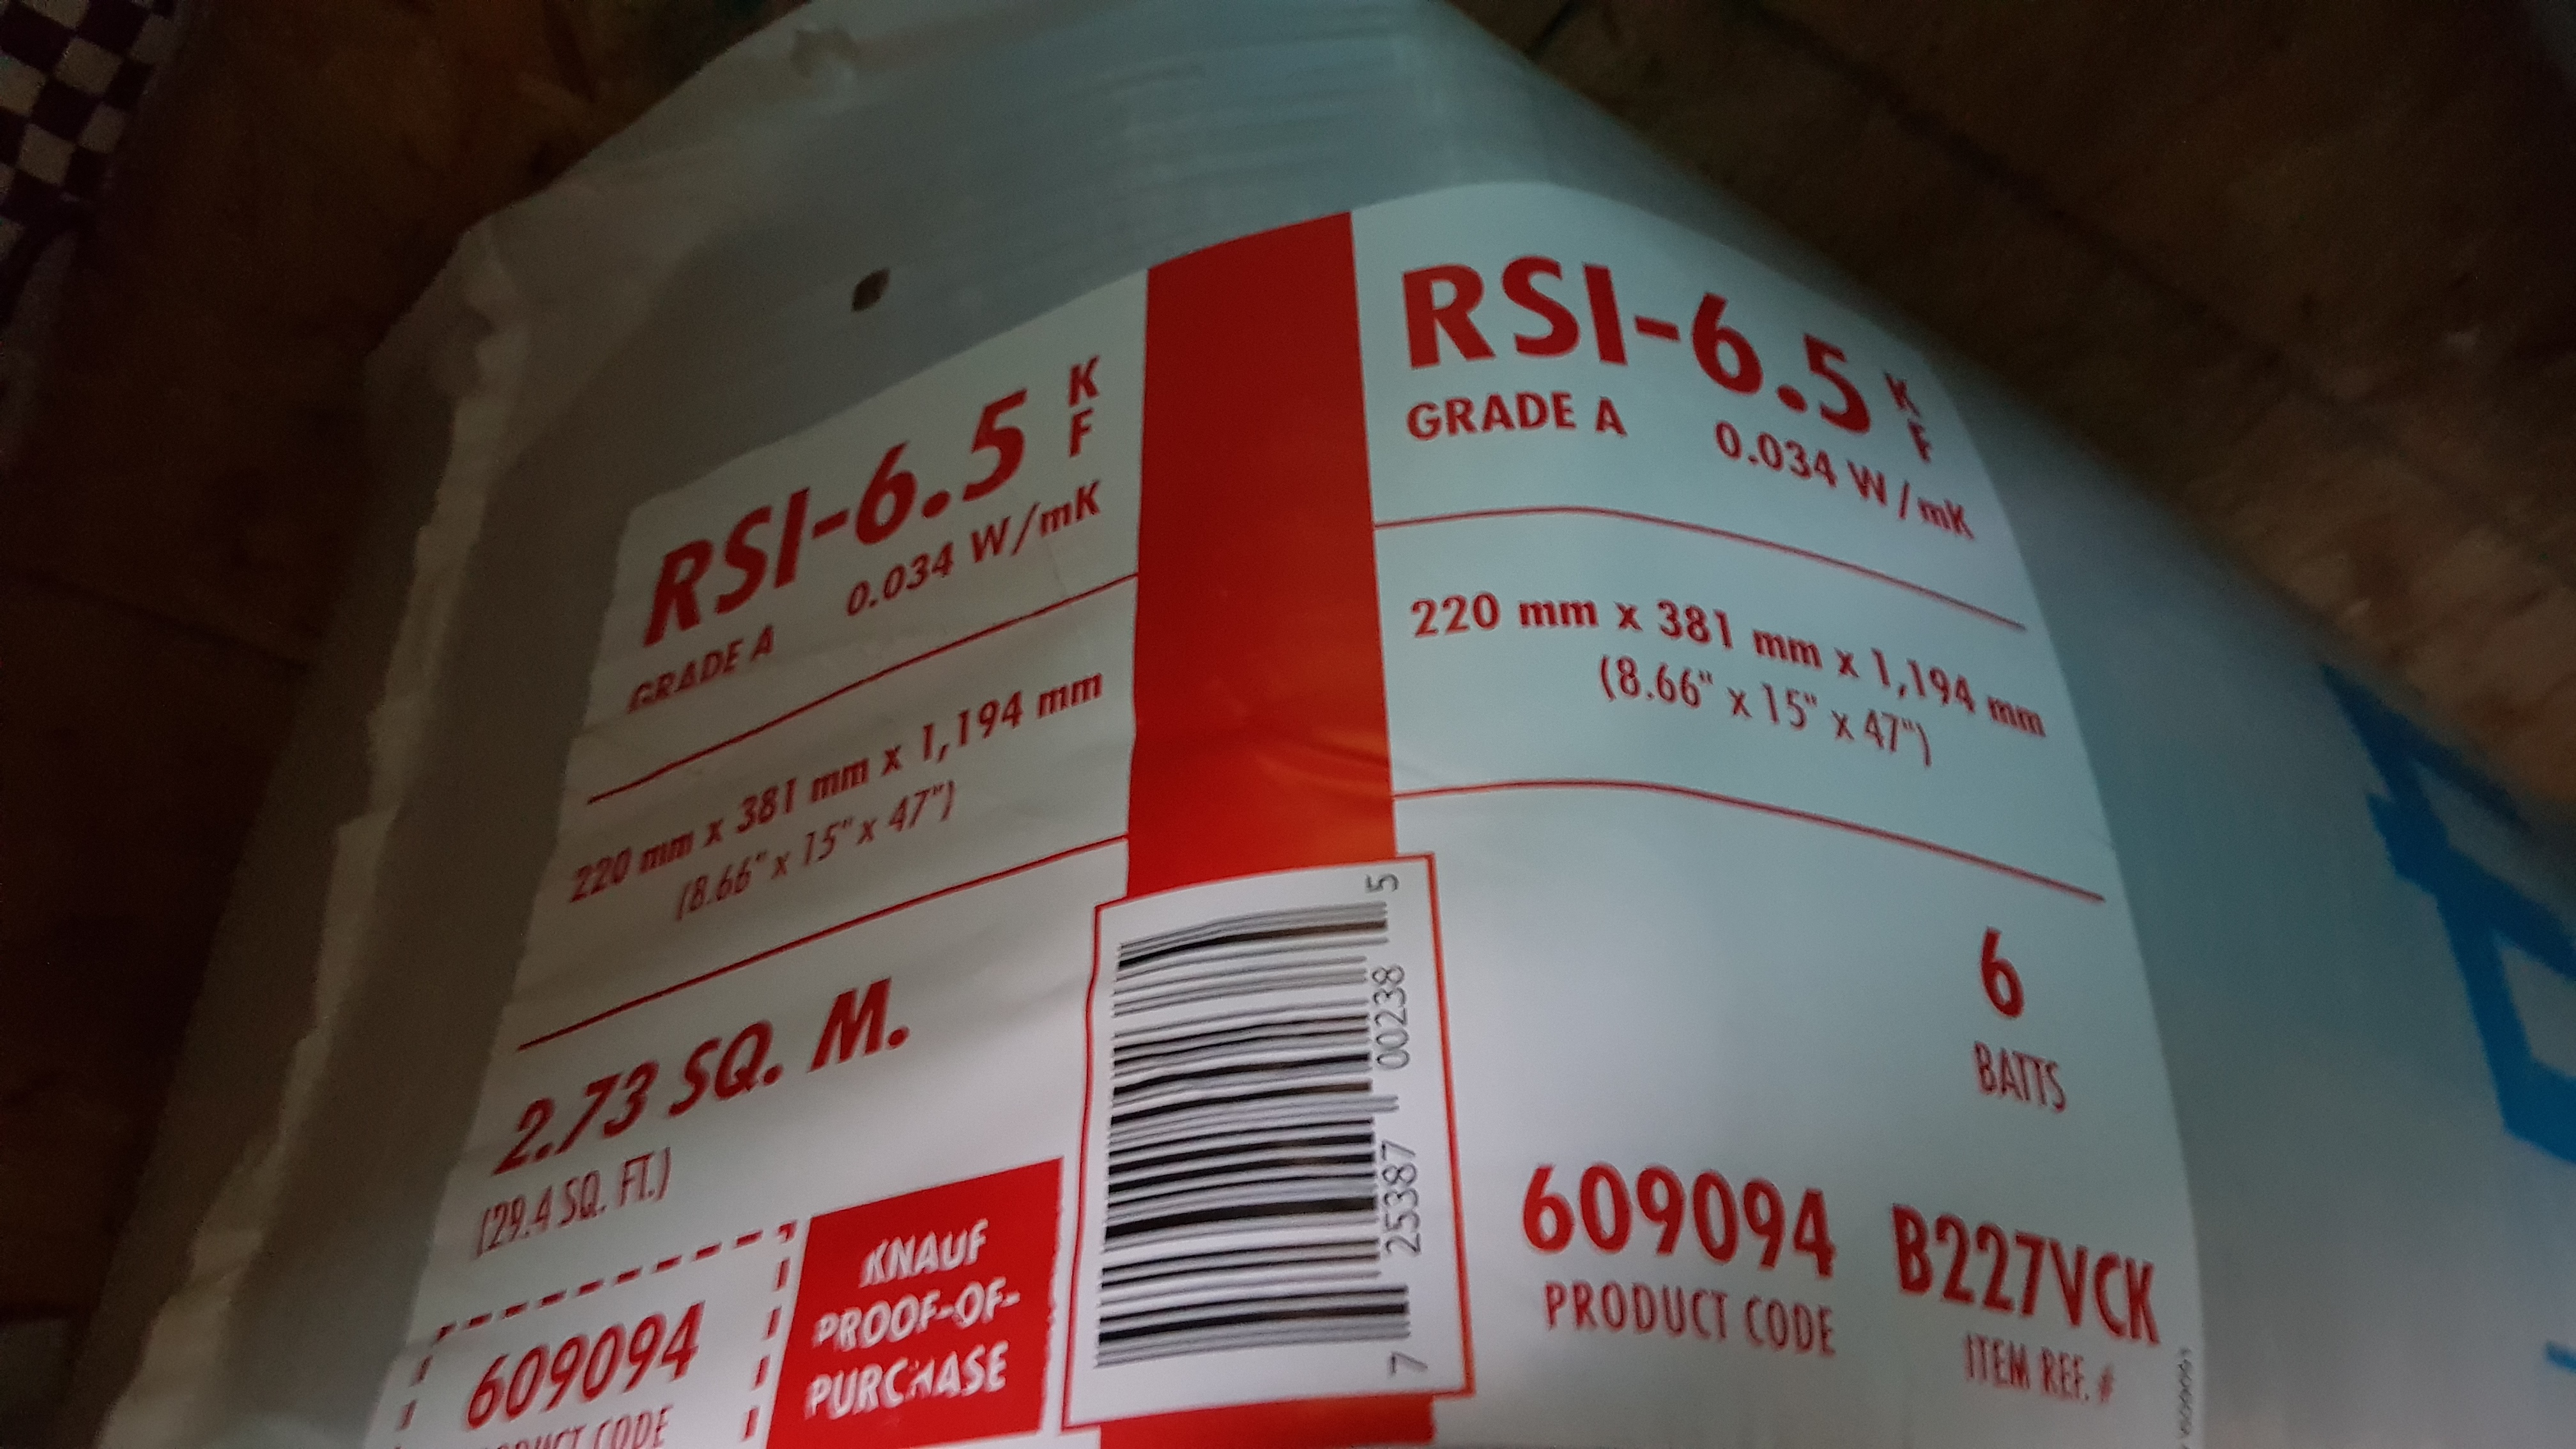 RSI-6.5 K F
GRADE A 0.034 W/mK
220 mm x 381 mm x 1,194 mm
(8.66" x 15" x 47")
2.73 SQ. M.
(29.4 SQ. FT.)
609094
PRODUCT CODE
KNAUF
PROOF-OF-
PURCHASE
7 25387 00238 5
RSI-6.5 K F
GRADE A 0.034 W/mK
220 mm x 381 mm x 1,194 mm
(8.66" x 15" x 47")
6
BATTS
609094 B227VCK
PRODUCT CODE ITEM REF. #